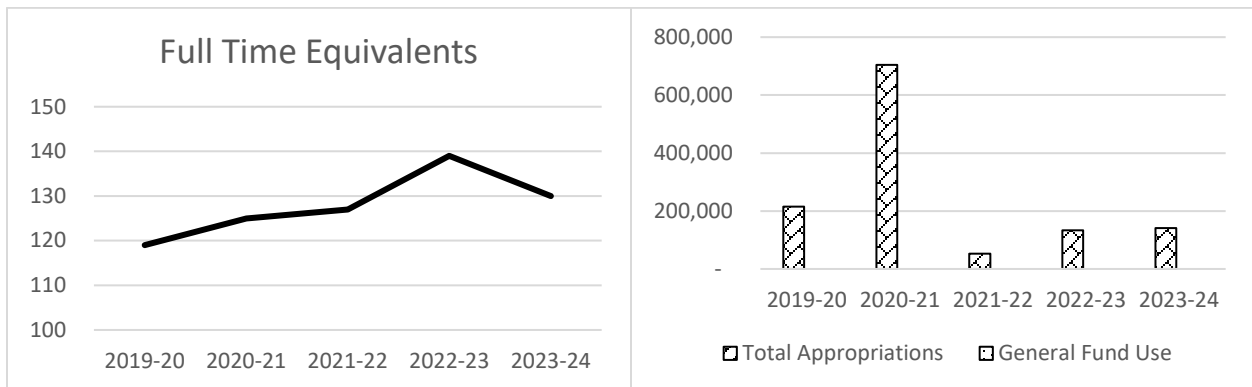 Full Time Equivalents
150
140
130
120
110
100
2019-20 2020-21 2021-22 2022-23 2023-24
800,000
600,000
400,000
200,000
-
2019-20 2020-21 2021-22 2022-23 2023-24
Total Appropriations General Fund Use